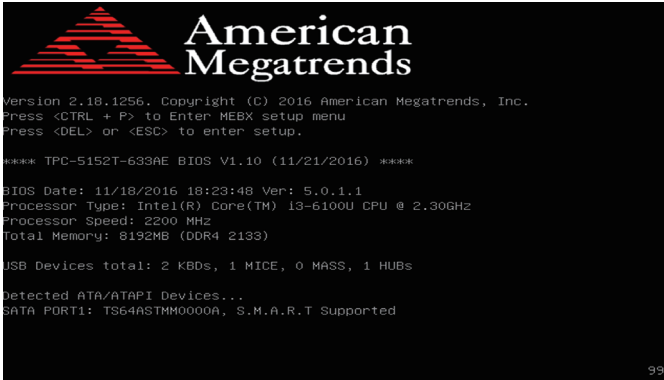 American
Megatrends
Version 2.18.1256. Copyright (C) 2016 American Megatrends, Inc.
Press <CTRL + P> to Enter MEBX setup menu
Press <DEL> or <ESC> to enter setup.
**** TPC-5152T-633AE BIOS V1.10 (11/21/2016) ****
BIOS Date: 11/18/2016 18:23:48 Ver: 5.0.1.1
Processor Type: Intel(R) Core(TM) i3-6100U CPU @ 2.30GHz
Processor Speed: 2200 MHz
Total Memory: 8192MB (DDR4 2133)
USB Devices total: 2 KBDs, 1 MICE, 0 MASS, 1 HUBs
Detected ATA/ATAPI Devices...
SATA PORT1: TS64ASTMM0000A, S.M.A.R.T Supported
99